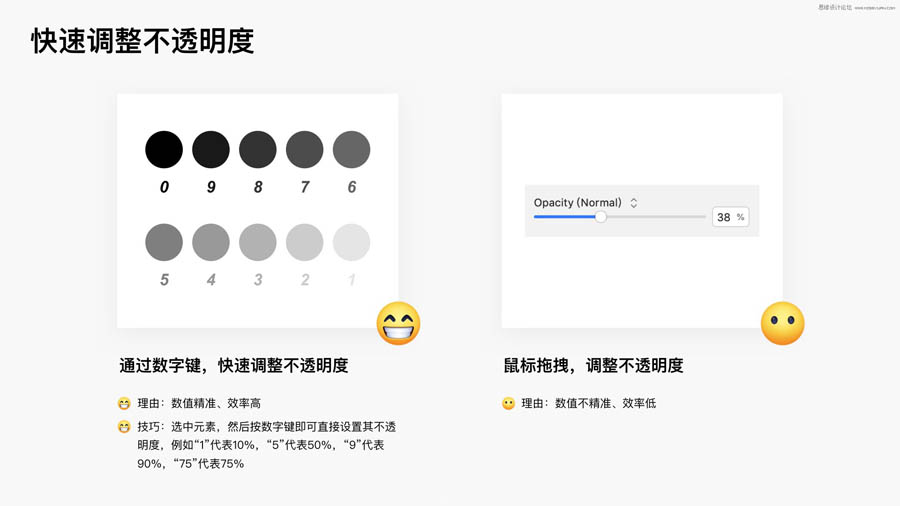 思缘设计论坛 WWW.MISSYUAN.COM
快速调整不透明度
0 9 8 7 6
5 4 3 2 1
Opacity (Normal)
38 %
通过数字键，快速调整不透明度
理由：数值精准、效率高
技巧：选中元素，然后按数字键即可直接设置其不透
明度，例如“1”代表10%，“5”代表50%，“9”代表
90%，“75”代表75%
鼠标拖拽，调整不透明度
理由：数值不精准、效率低